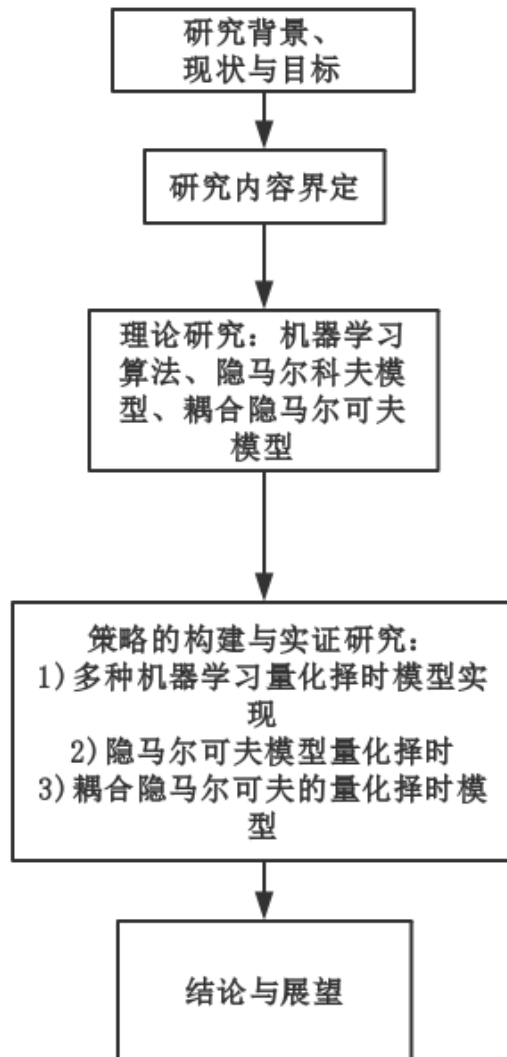 研究背景、
现状与目标
研究内容界定
理论研究：机器学习
算法、隐马尔科夫模
型、耦合隐马尔可夫
模型
策略的构建与实证研究：
1)多种机器学习量化择时模型实
现
2)隐马尔可夫模型量化择时
3)耦合隐马尔可夫的量化择时模
型
结论与展望